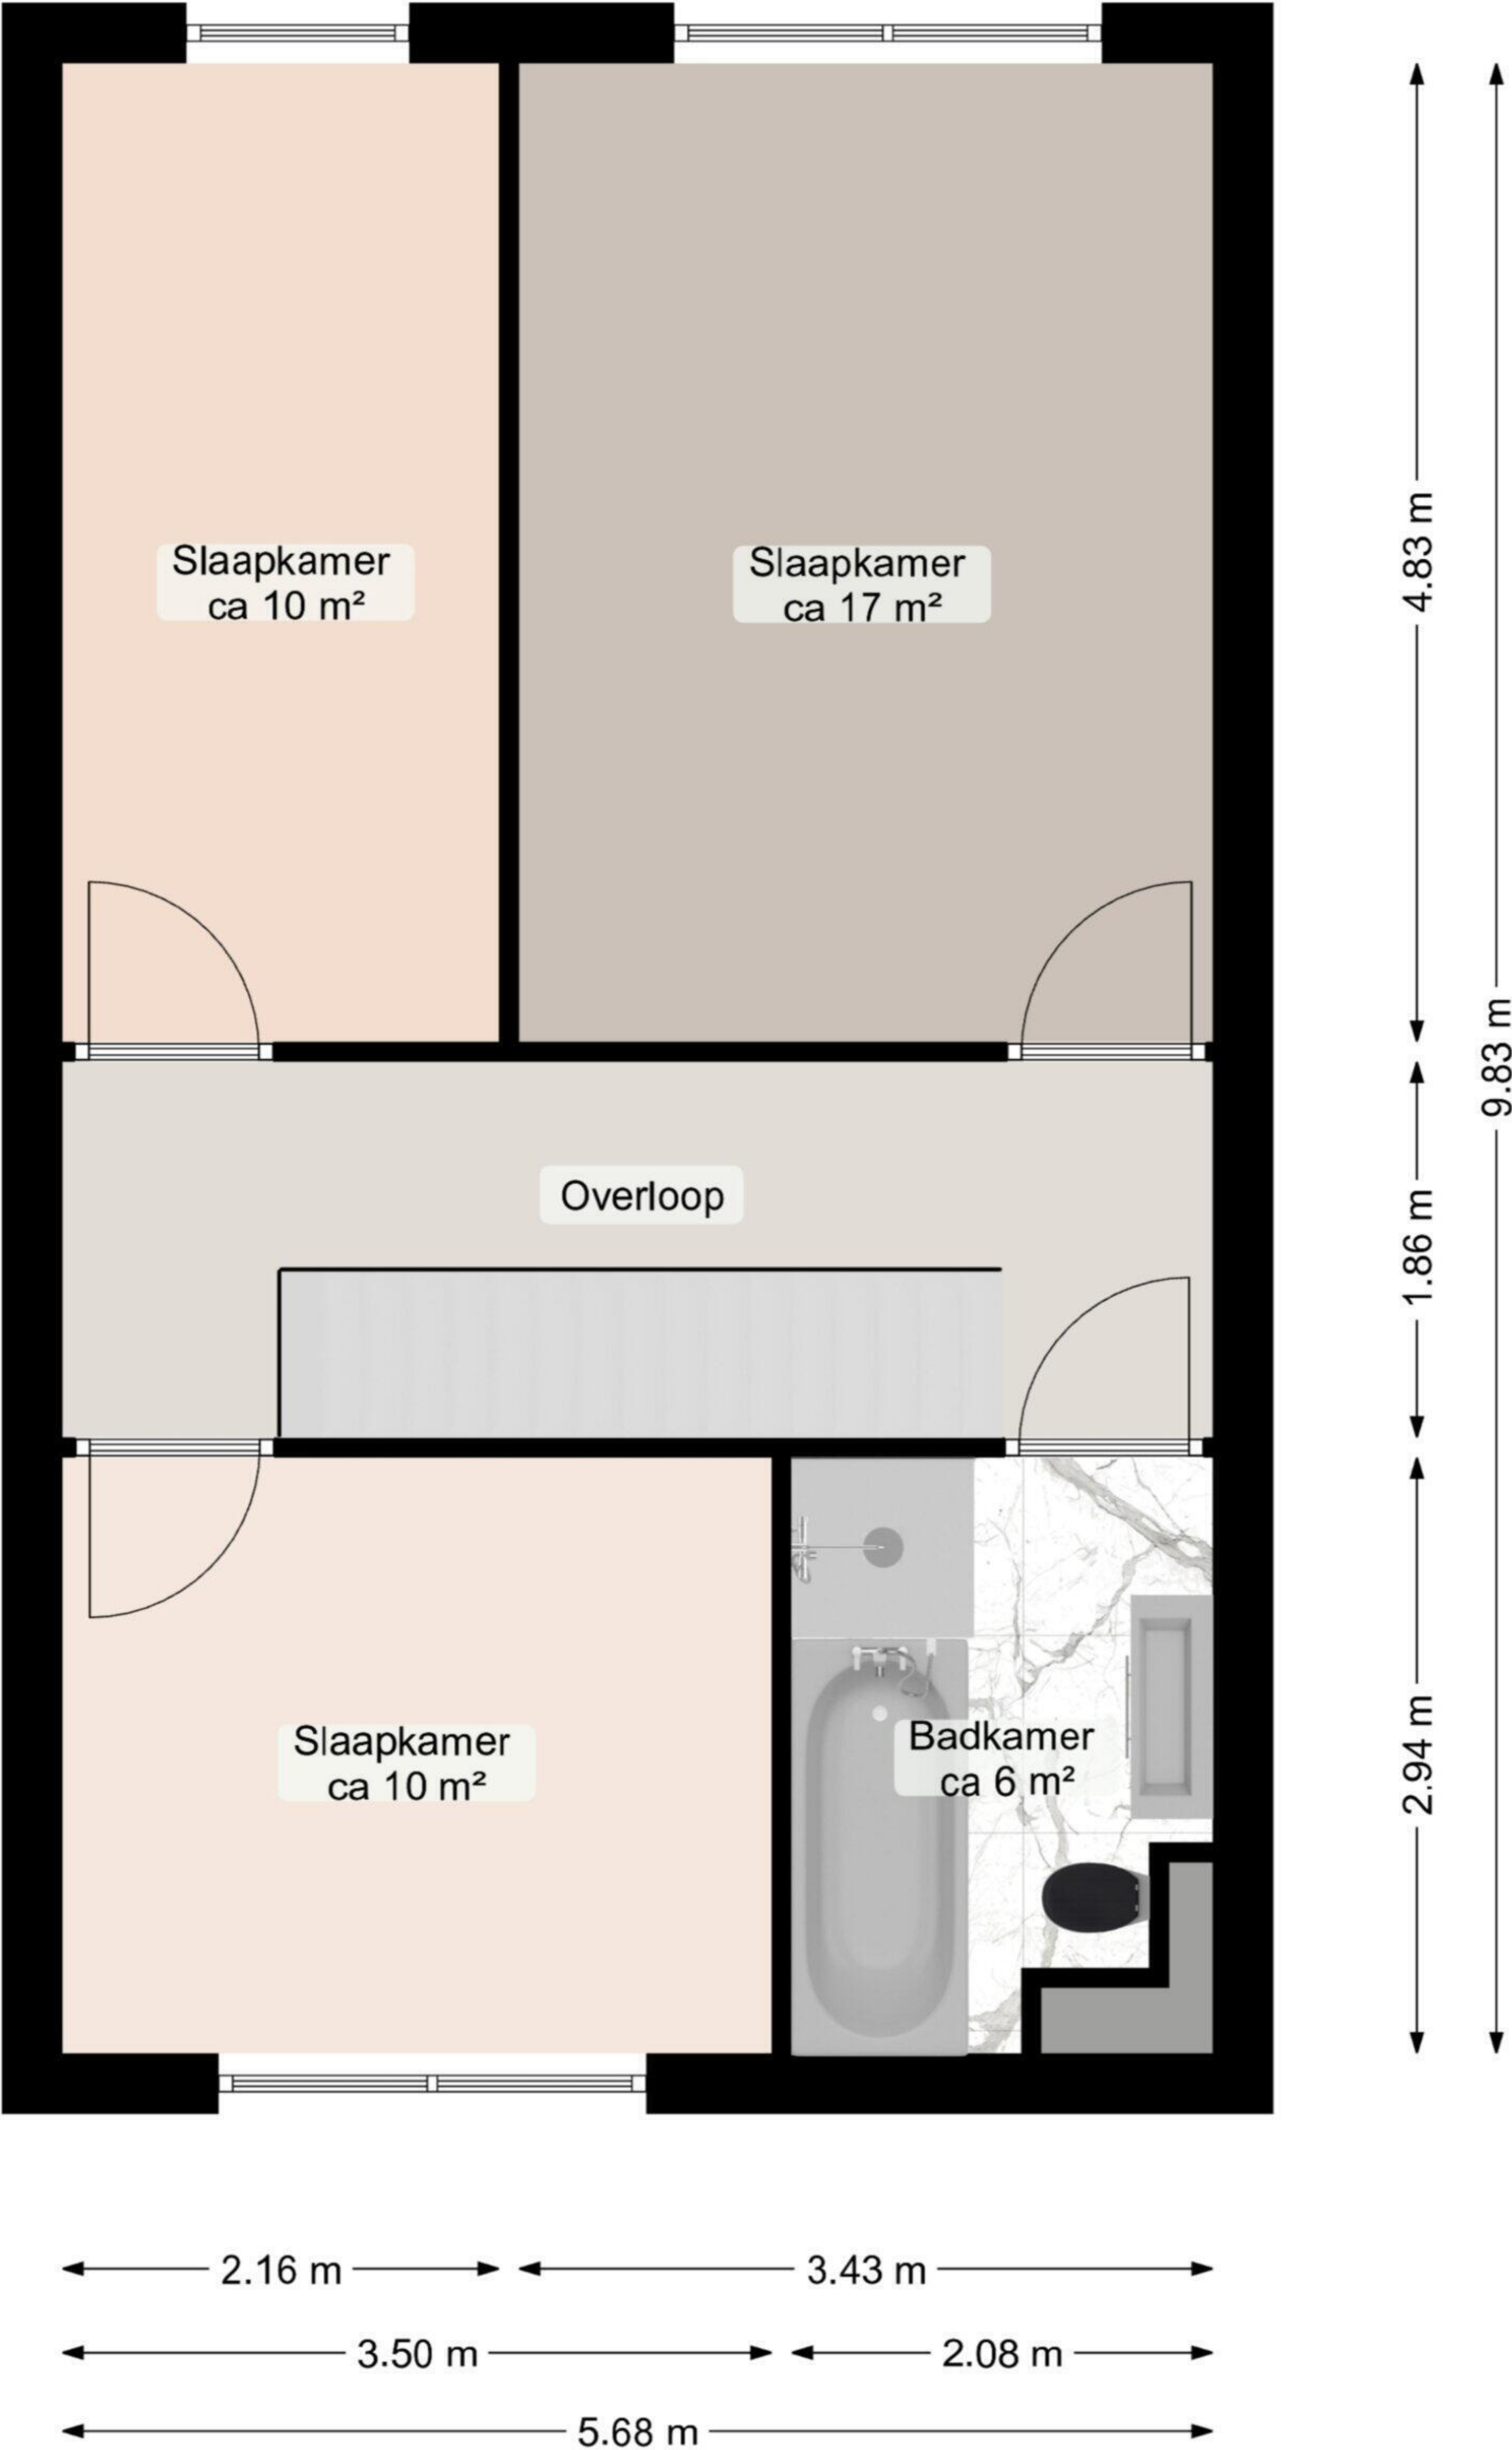 Slaapkamer
ca 10 m²
Slaapkamer
ca 17 m²
4.83 m
9.83 m
Overloop
1.86 m
Slaapkamer
ca 10 m²
Badkamer
ca 6 m²
2.94 m
2.16 m
3.43 m
3.50 m
2.08 m
5.68 m